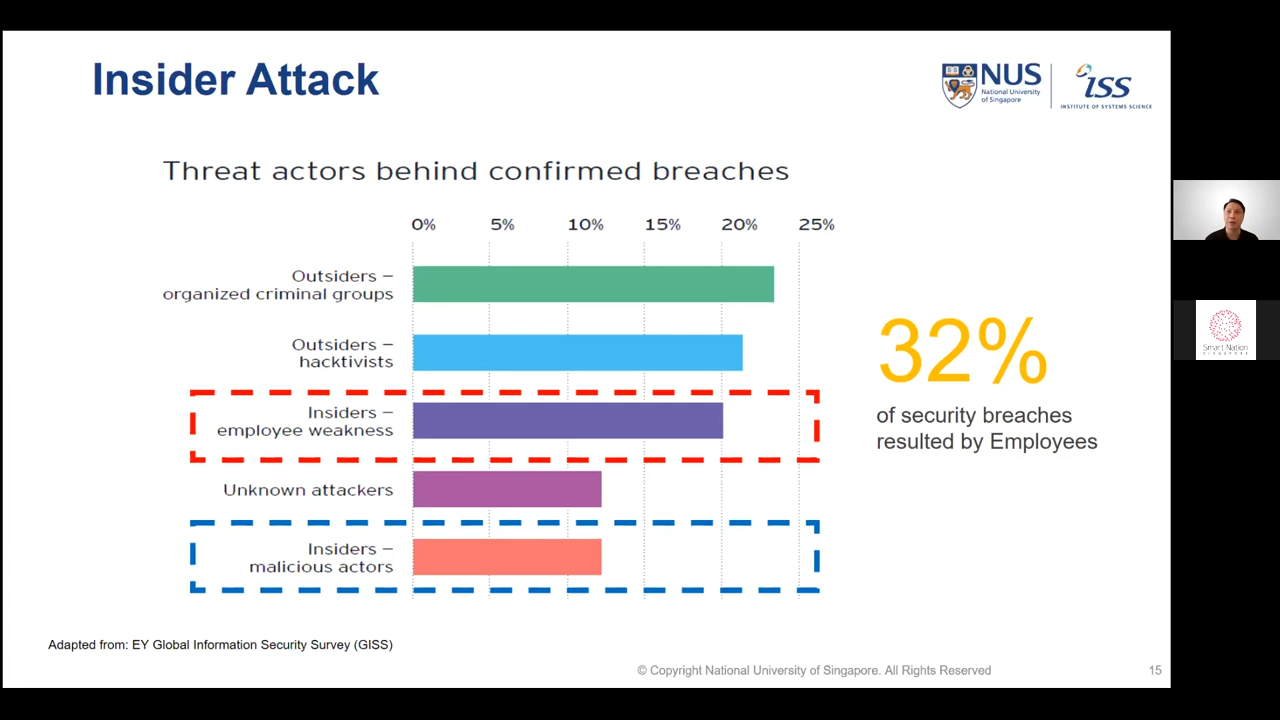 Insider Attack
NUS
National University
of Singapore
iSS
INSTITUTE OF SYSTEMS SCIENCE
Threat actors behind confirmed breaches
0% 5% 10% 15% 20% 25%
Outsiders –
organized criminal groups
Outsiders –
hacktivists
Insiders –
employee weakness
Unknown attackers
Insiders –
malicious actors
32%
of security breaches
resulted by Employees
Smart Nation
SINGAPORE
Adapted from: EY Global Information Security Survey (GISS)
© Copyright National University of Singapore. All Rights Reserved
15